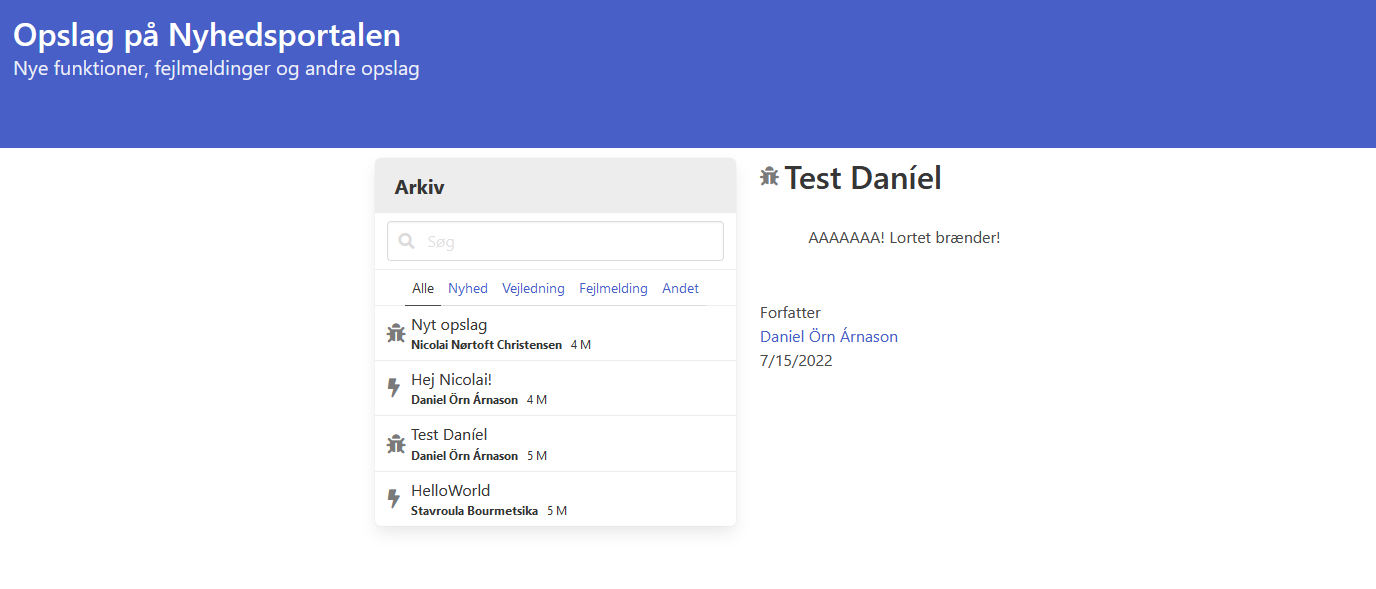 Opslag på Nyhedsportalen
Nye funktioner, fejlmeldinger og andre opslag
Arkiv
Søg
Alle Nyhed Vejledning Fejlmelding Andet
Nyt opslag
Nicolai Nørtoft Christensen 4 M
Hej Nicolai!
Daniel Örn Árnason 4 M
Test Daníel
Daniel Örn Árnason 5 M
HelloWorld
Stavroula Bourmetsika 5 M
Test Daníel
AAAAAAA! Lortet brænder!
Forfatter
Daniel Örn Árnason
7/15/2022